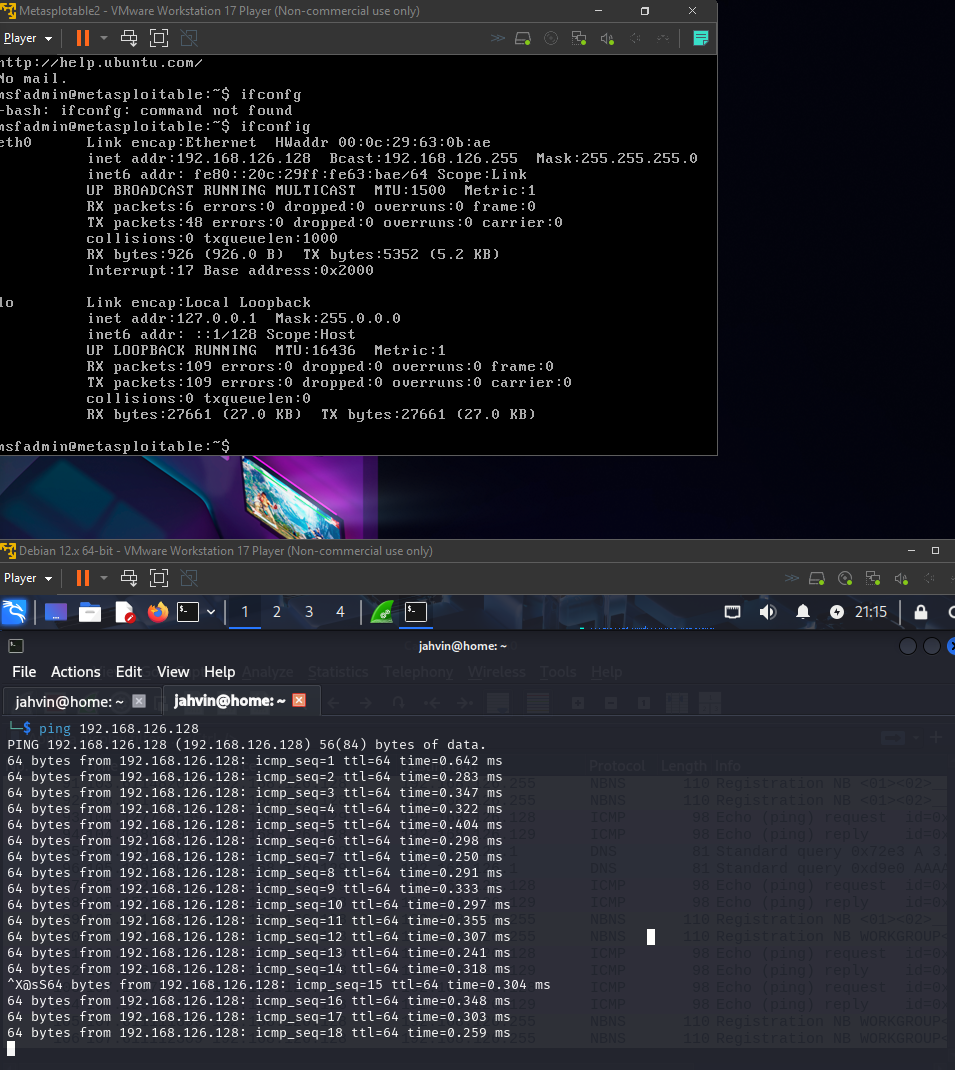 Metasplotable2 - VMware Workstation 17 Player (Non-commercial use only)
Player
http://help.ubuntu.com/
No mail.
msfadmin@metasploitable:~$ ifconfg
-bash: ifconfg: command not found
msfadmin@metasploitable:~$ ifconfig
eth0 Link encap:Ethernet HWaddr 00:0c:29:63:0b:ae
inet addr:192.168.126.128 Bcast:192.168.126.255 Mask:255.255.255.0
inet6 addr: fe80::20c:29ff:fe63:bae/64 Scope:Link
UP BROADCAST RUNNING MULTICAST MTU:1500 Metric:1
RX packets:6 errors:0 dropped:0 overruns:0 frame:0
TX packets:48 errors:0 dropped:0 overruns:0 carrier:0
collisions:0 txqueuelen:1000
RX bytes:926 (926.0 B) TX bytes:5352 (5.2 KB)
Interrupt:17 Base address:0x2000
lo Link encap:Local Loopback
inet addr:127.0.0.1 Mask:255.0.0.0
inet6 addr: ::1/128 Scope:Host
UP LOOPBACK RUNNING MTU:16436 Metric:1
RX packets:109 errors:0 dropped:0 overruns:0 frame:0
TX packets:109 errors:0 dropped:0 overruns:0 carrier:0
collisions:0 txqueuelen:0
RX bytes:27661 (27.0 KB) TX bytes:27661 (27.0 KB)
msfadmin@metasploitable:~$
Debian 12.x 64-bit - VMware Workstation 17 Player (Non-commercial use only)
Player
1 2 3 4 21:15
jahvin@home: ~
File Actions Edit View Help
Analyze Statistics Telephony Wireless Tools Help
jahvin@home: ~ jahvin@home: ~
└─$ ping 192.168.126.128
PING 192.168.126.128 (192.168.126.128) 56(84) bytes of data.
64 bytes from 192.168.126.128: icmp_seq=1 ttl=64 time=0.642 ms
Protocol Length Info
64 bytes from 192.168.126.128: icmp_seq=2 ttl=64 time=0.283 ms
64 bytes from 192.168.126.128: icmp_seq=3 ttl=64 time=0.347 ms
64 bytes from 192.168.126.128: icmp_seq=4 ttl=64 time=0.322 ms
64 bytes from 192.168.126.128: icmp_seq=5 ttl=64 time=0.404 ms
64 bytes from 192.168.126.128: icmp_seq=6 ttl=64 time=0.298 ms
64 bytes from 192.168.126.128: icmp_seq=7 ttl=64 time=0.250 ms
64 bytes from 192.168.126.128: icmp_seq=8 ttl=64 time=0.291 ms
64 bytes from 192.168.126.128: icmp_seq=9 ttl=64 time=0.333 ms
64 bytes from 192.168.126.128: icmp_seq=10 ttl=64 time=0.297 ms
64 bytes from 192.168.126.128: icmp_seq=11 ttl=64 time=0.355 ms
64 bytes from 192.168.126.128: icmp_seq=12 ttl=64 time=0.307 ms
64 bytes from 192.168.126.128: icmp_seq=13 ttl=64 time=0.241 ms
64 bytes from 192.168.126.128: icmp_seq=14 ttl=64 time=0.318 ms
^X@sS64 bytes from 192.168.126.128: icmp_seq=15 ttl=64 time=0.304 ms
64 bytes from 192.168.126.128: icmp_seq=16 ttl=64 time=0.348 ms
64 bytes from 192.168.126.128: icmp_seq=17 ttl=64 time=0.303 ms
64 bytes from 192.168.126.128: icmp_seq=18 ttl=64 time=0.259 ms